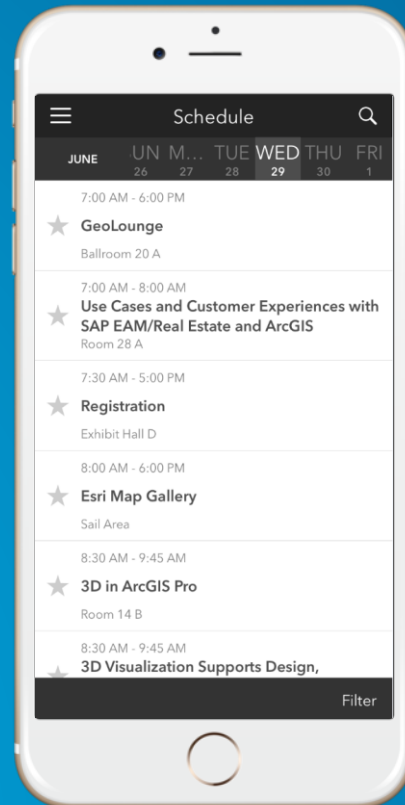 Schedule
JUNE
UN M... TUE WED THU FRI
26 27 28 29 30 1
7:00 AM - 6:00 PM
GeoLounge
Ballroom 20 A
7:00 AM - 8:00 AM
Use Cases and Customer Experiences with
SAP EAM/Real Estate and ArcGIS
Room 28 A
7:30 AM - 5:00 PM
Registration
Exhibit Hall D
8:00 AM - 6:00 PM
Esri Map Gallery
Sail Area
8:30 AM - 9:45 AM
3D in ArcGIS Pro
Room 14 B
8:30 AM - 9:45 AM
3D Visualization Supports Design,
Filter